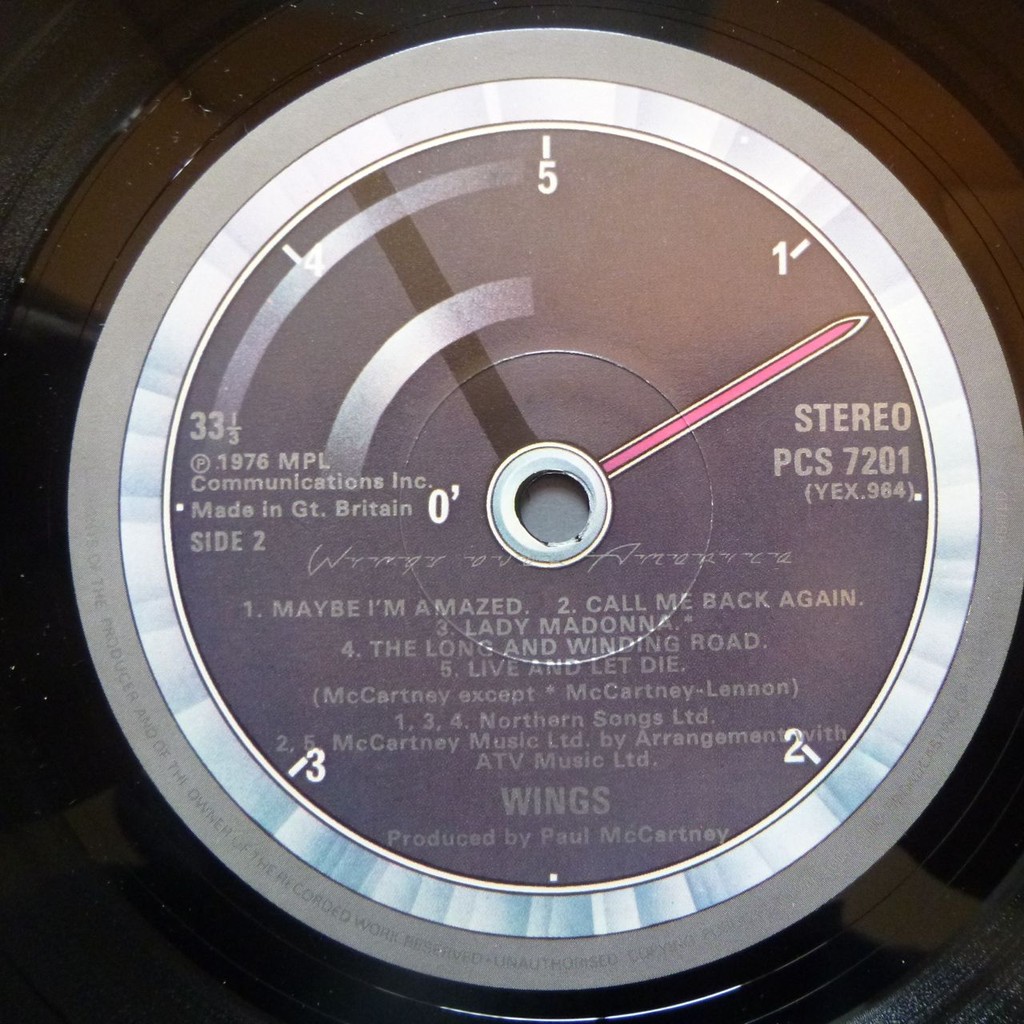 5
4
1
33⅓
℗ 1976 MPL
Communications Inc.
Made in Gt. Britain
SIDE 2
0'
STEREO
PCS 7201
(YEX.964)
1. MAYBE I'M AMAZED. 2. CALL ME BACK AGAIN.
3. LADY MADONNA.*
4. THE LONG AND WINDING ROAD.
5. LIVE AND LET DIE.
(McCartney except * McCartney-Lennon)
1, 3, 4. Northern Songs Ltd.
2, 5. McCartney Music Ltd. by Arrangement with
ATV Music Ltd.
3
2
WINGS
Produced by Paul McCartney
OF THE PRODUCER AND OF THE OWNER OF THE RECORDED WORK RESERVED · UNAUTHORISED COPYING